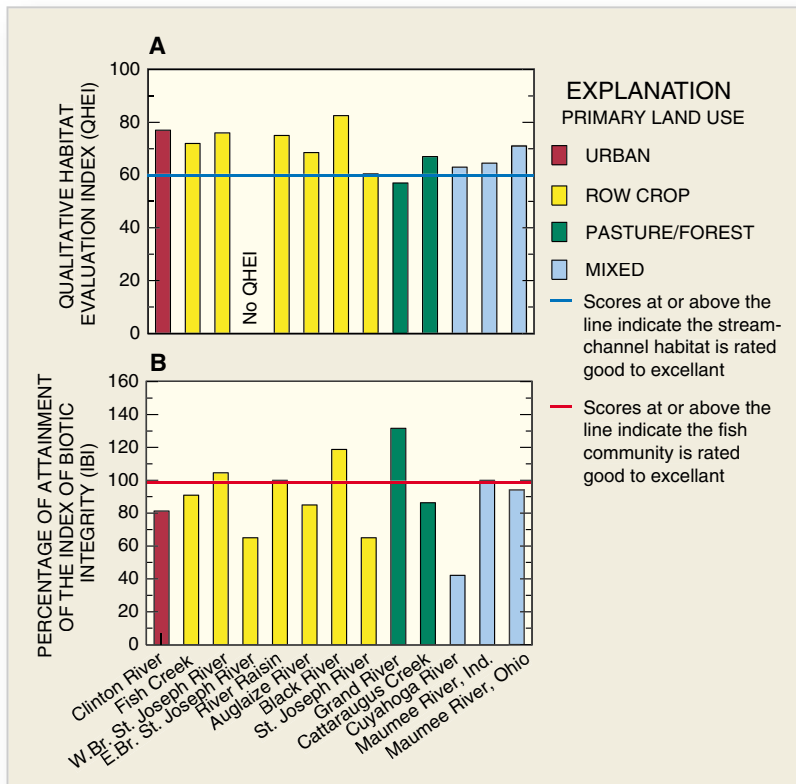 A
QUALITATIVE HABITAT
EVALUATION INDEX (QHEI)
100
80
60
40
20
0
No QHEI
EXPLANATION
PRIMARY LAND USE
URBAN
ROW CROP
PASTURE/FOREST
MIXED
Scores at or above the
line indicate the stream-
channel habitat is rated
good to excellant
Scores at or above the
line indicate the fish
community is rated
good to excellant
B
PERCENTAGE OF ATTAINMENT
OF THE INDEX OF BIOTIC
INTEGRITY (IBI)
160
140
120
100
80
60
40
20
0
Clinton River
Fish Creek
W.Br. St. Joseph River
E.Br. St. Joseph River
River Raisin
Auglaize River
Black River
St. Joseph River
Grand River
Cattaraugus Creek
Cuyahoga River
Maumee River, Ind.
Maumee River, Ohio